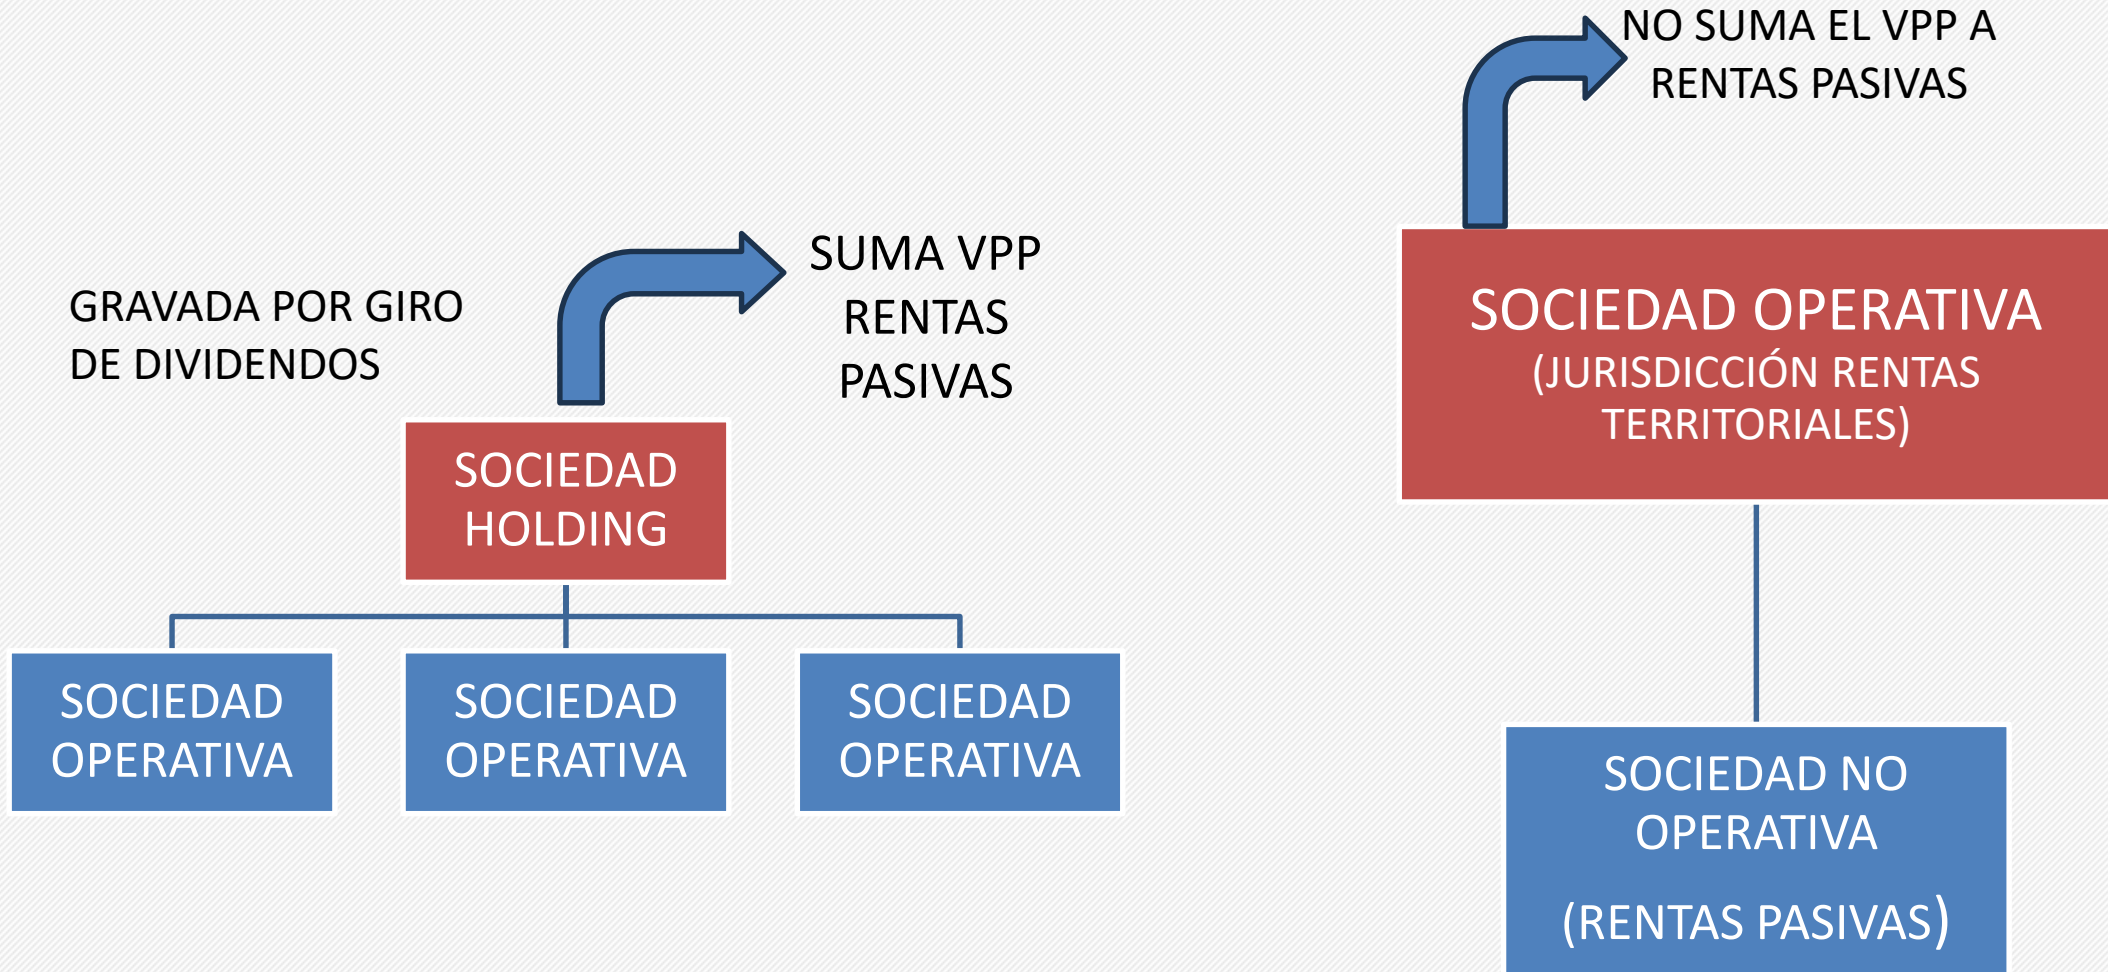 GRAVADA POR GIRO
DE DIVIDENDOS
SUMA VPP
RENTAS
PASIVAS
SOCIEDAD
HOLDING
SOCIEDAD
OPERATIVA
SOCIEDAD
OPERATIVA
SOCIEDAD
OPERATIVA
NO SUMA EL VPP A
RENTAS PASIVAS
SOCIEDAD OPERATIVA
(JURISDICCIÓN RENTAS
TERRITORIALES)
SOCIEDAD NO
OPERATIVA
(RENTAS PASIVAS)